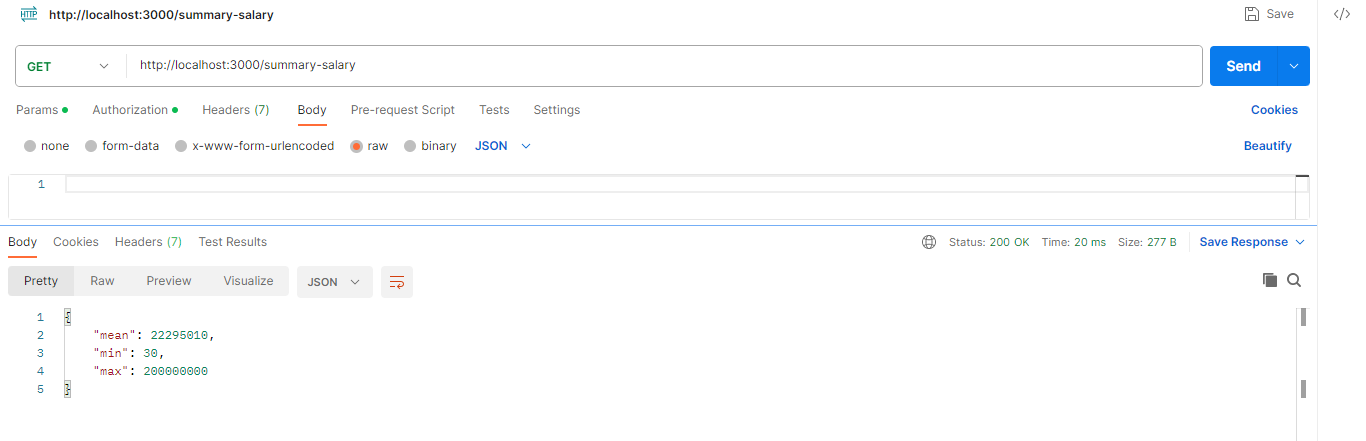 HTTP http://localhost:3000/summary-salary Save </>
GET http://localhost:3000/summary-salary Send
Params Authorization Headers (7) Body Pre-request Script Tests Settings Cookies
none form-data x-www-form-urlencoded raw binary JSON Beautify
1
Body Cookies Headers (7) Test Results Status: 200 OK Time: 20 ms Size: 277 B Save Response
Pretty Raw Preview Visualize JSON
1 {
2 "mean": 22295010,
3 "min": 30,
4 "max": 200000000
5 }